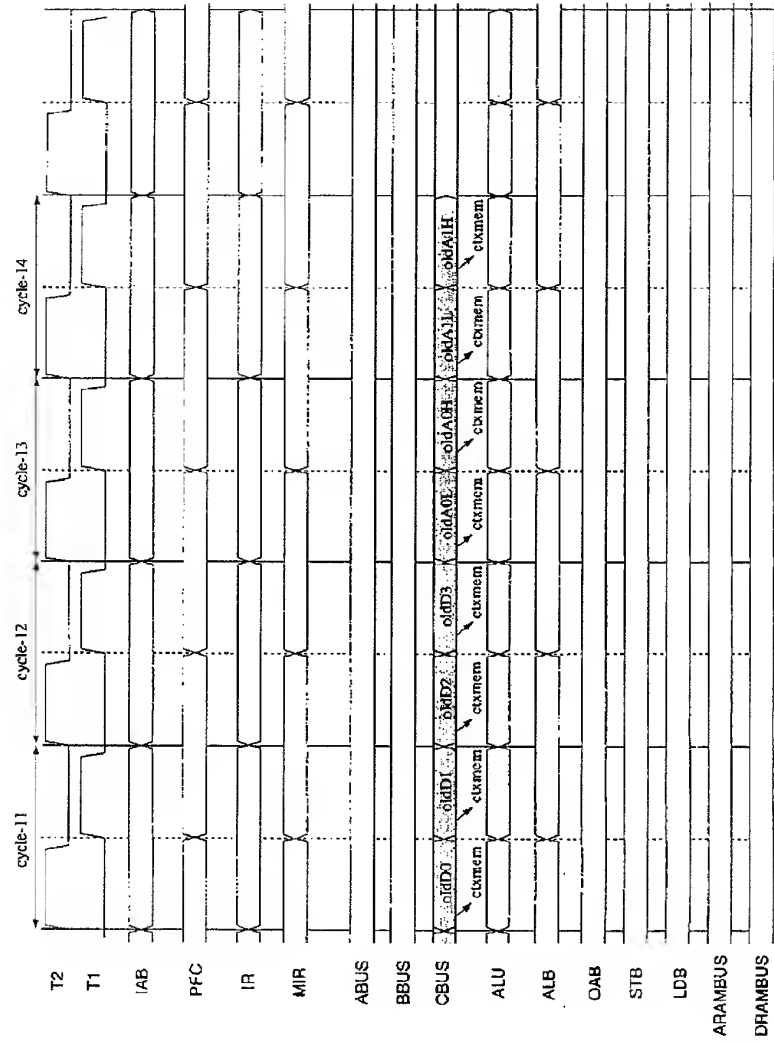 cycle-11 cycle-12 cycle-13 cycle-14
T2
T1
IAB
PFC
IR
MIR
ABUS
BBUS
CBUS oldD0 oldD1 oldD2 oldD3 oldA0L oldA0H oldA1L oldA1H
ctxmem ctxmem ctxmem ctxmem ctxmem ctxmem ctxmem ctxmem
ALU
ALB
OAB
STB
LDB
ARAMBUS
DRAMBUS